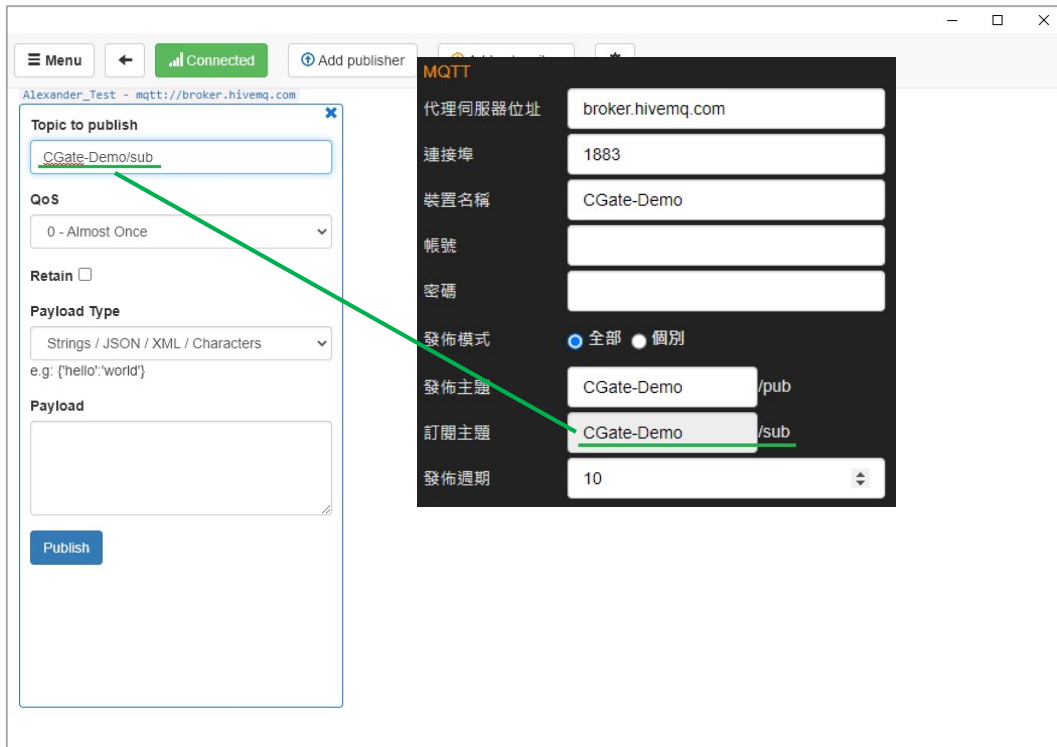 Menu
Connected
Add publisher
Alexander_Test - mqtt://broker.hivemq.com
Topic to publish
CGate-Demo/sub
QoS
0 - Almost Once
Retain
Payload Type
Strings / JSON / XML / Characters
e.g: {'hello':'world'}
Payload
Publish
MQTT
代理伺服器位址 broker.hivemq.com
連接埠 1883
裝置名稱 CGate-Demo
帳號
密碼
發佈模式 全部 個別
發佈主題 CGate-Demo /pub
訂閱主題 CGate-Demo /sub
發佈週期 10